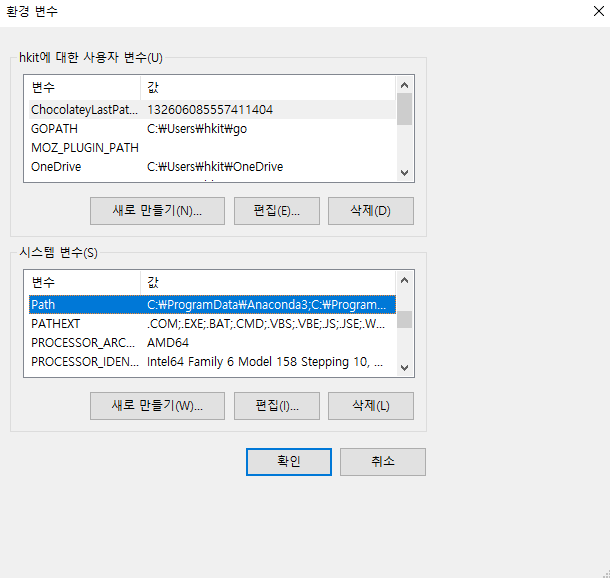 환경 변수
hkit에 대한 사용자 변수(U)
변수 값
ChocolateyLastPat... 132606085557411404
GOPATH C:₩Users₩hkit₩go
MOZ_PLUGIN_PATH
OneDrive C:₩Users₩hkit₩OneDrive
새로 만들기(N)... 편집(E)... 삭제(D)
시스템 변수(S)
변수 값
Path C:₩ProgramData₩Anaconda3;C:₩Program...
PATHEXT .COM;.EXE;.BAT;.CMD;.VBS;.VBE;.JS;.JSE;.W...
PROCESSOR_ARC... AMD64
PROCESSOR_IDEN... Intel64 Family 6 Model 158 Stepping 10, ...
새로 만들기(W)... 편집(I)... 삭제(L)
확인 취소